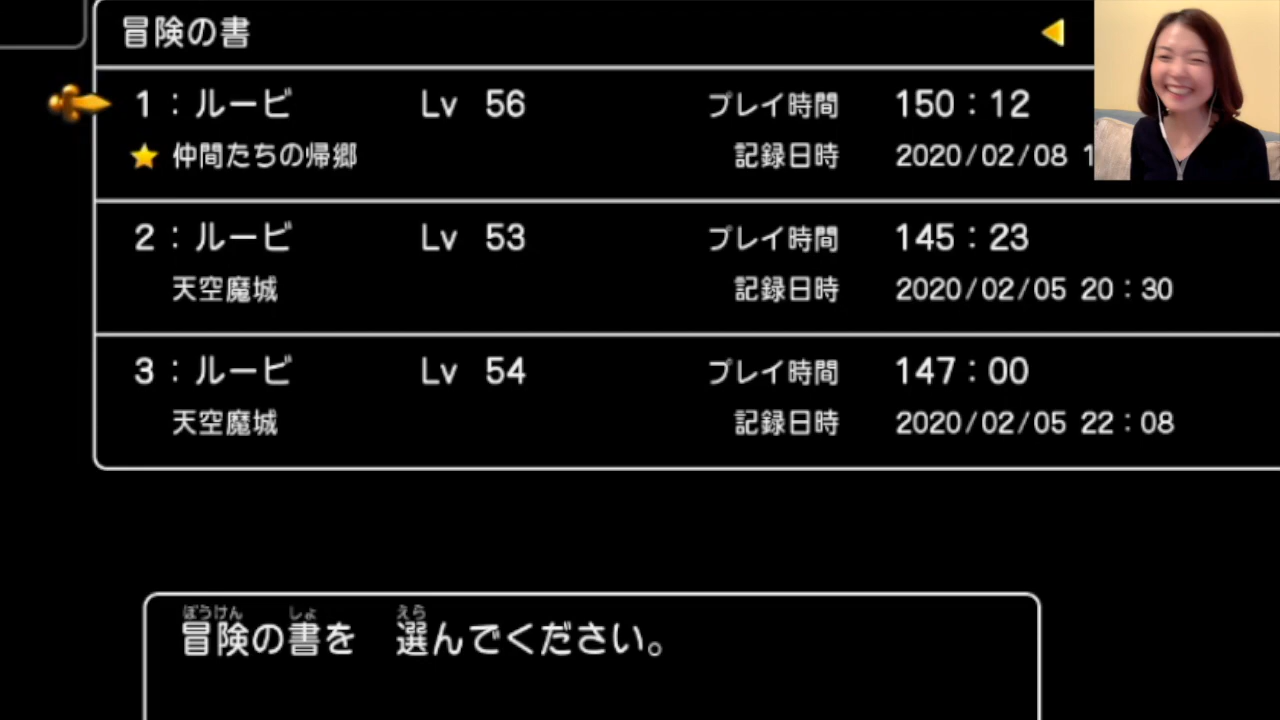 冒険の書
1：ルービ Lv 56 プレイ時間 150：12
仲間たちの帰郷 記録日時 2020/02/08 1
2：ルービ Lv 53 プレイ時間 145：23
天空魔城 記録日時 2020/02/05 20：30
3：ルービ Lv 54 プレイ時間 147：00
天空魔城 記録日時 2020/02/05 22：08
ぼうけん しょ えら
冒険の書を 選んでください。